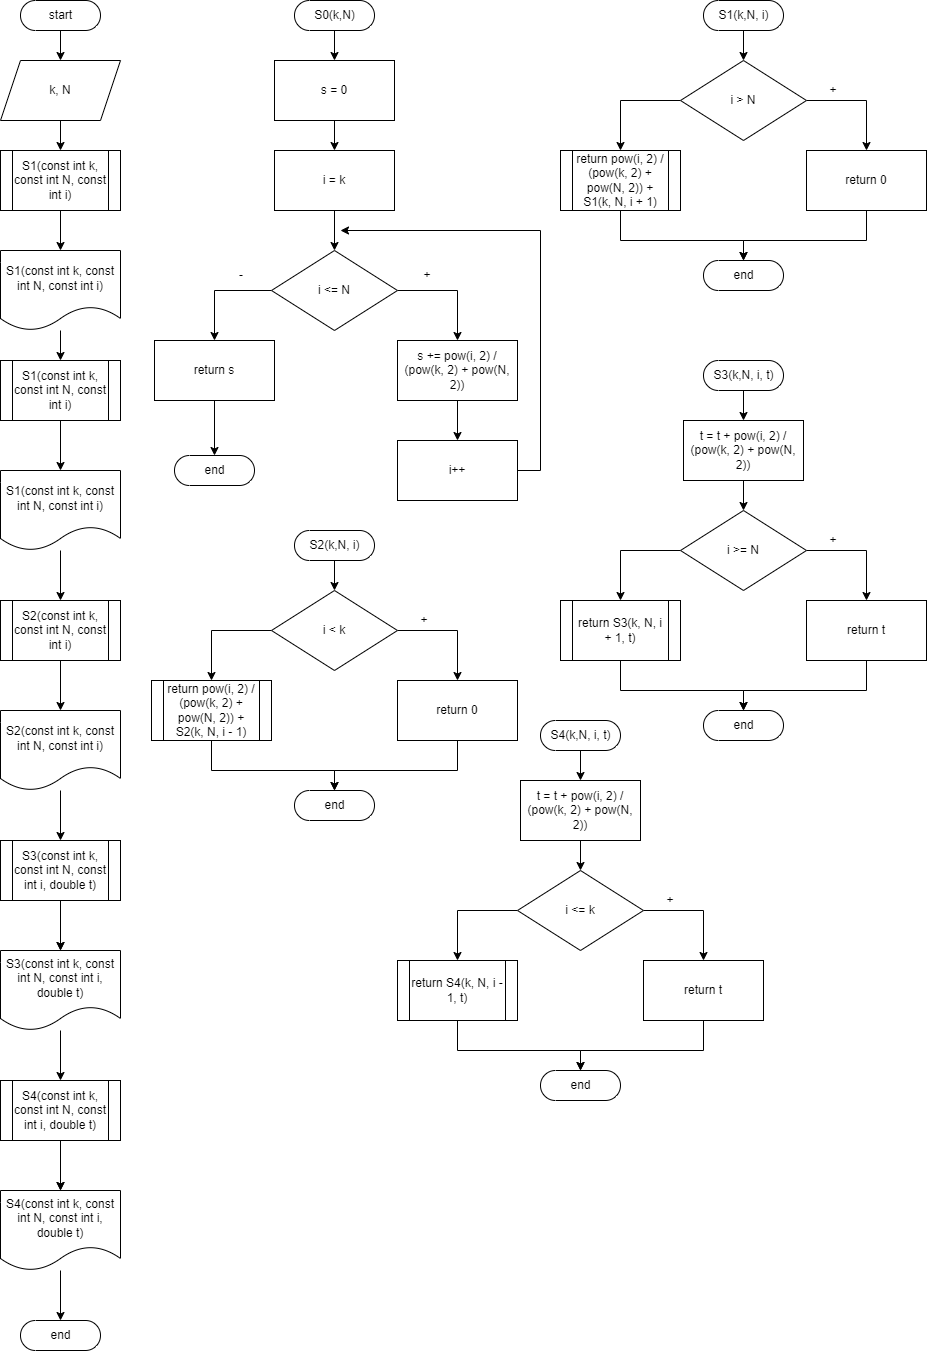 start
k, N
S1(const int k,
const int N, const
int i)
S1(const int k, const
int N, const int i)
S1(const int k,
const int N, const
int i)
S1(const int k, const
int N, const int i)
S2(const int k,
const int N, const
int i)
S2(const int k, const
int N, const int i)
S3(const int k,
const int N, const
int i, double t)
S3(const int k, const
int N, const int i,
double t)
S4(const int k,
const int N, const
int i, double t)
S4(const int k, const
int N, const int i,
double t)
end
S0(k,N)
s = 0
i = k
i <= N
-
+
return s
s += pow(i, 2) /
(pow(k, 2) + pow(N,
2))
i++
end
S2(k,N, i)
i < k
+
return pow(i, 2) /
(pow(k, 2) +
pow(N, 2)) +
S2(k, N, i - 1)
return 0
end
S1(k,N, i)
i > N
+
return pow(i, 2) /
(pow(k, 2) +
pow(N, 2)) +
S1(k, N, i + 1)
return 0
end
S3(k,N, i, t)
t = t + pow(i, 2) /
(pow(k, 2) + pow(N,
2))
i >= N
+
return S3(k, N, i
+ 1, t)
return t
end
S4(k,N, i, t)
t = t + pow(i, 2) /
(pow(k, 2) + pow(N,
2))
i <= k
+
return S4(k, N, i -
1, t)
return t
end